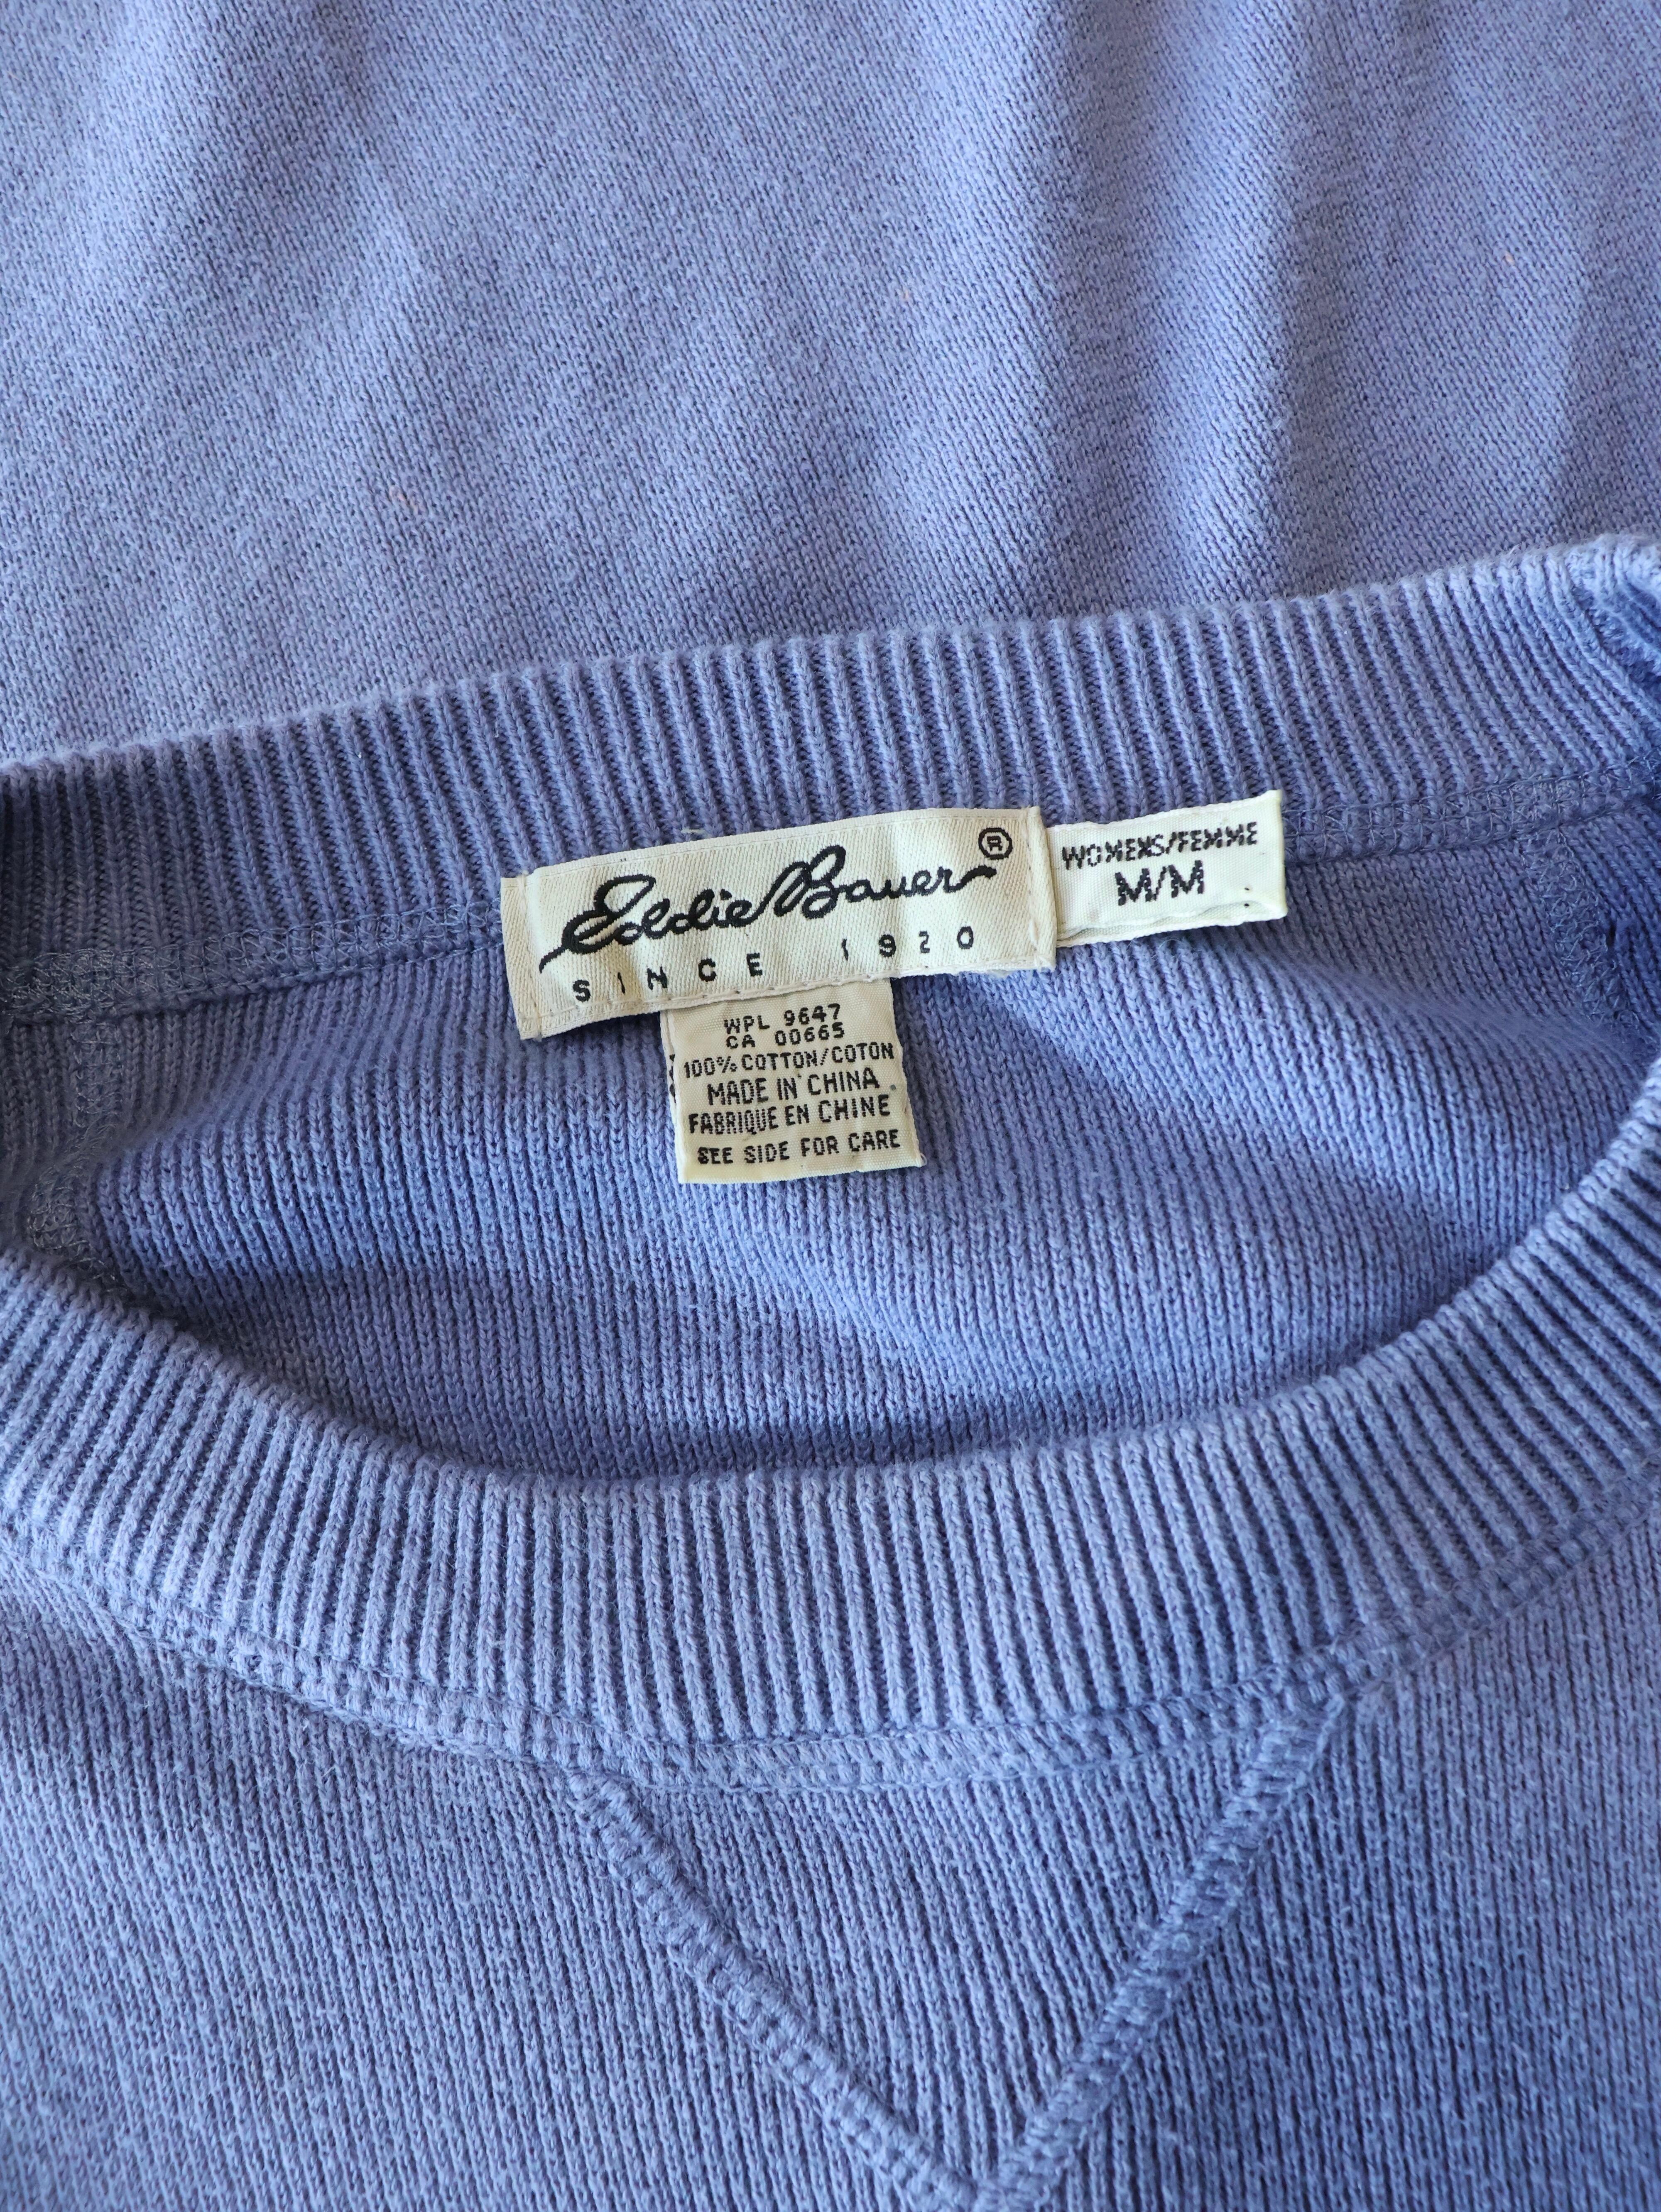 Eddie Bauer®
SINCE 1920
WOMENS/FEMME
M/M
WPL 9647
CA 00665
100% COTTON/COTON
MADE IN CHINA
FABRIQUE EN CHINE
SEE SIDE FOR CARE